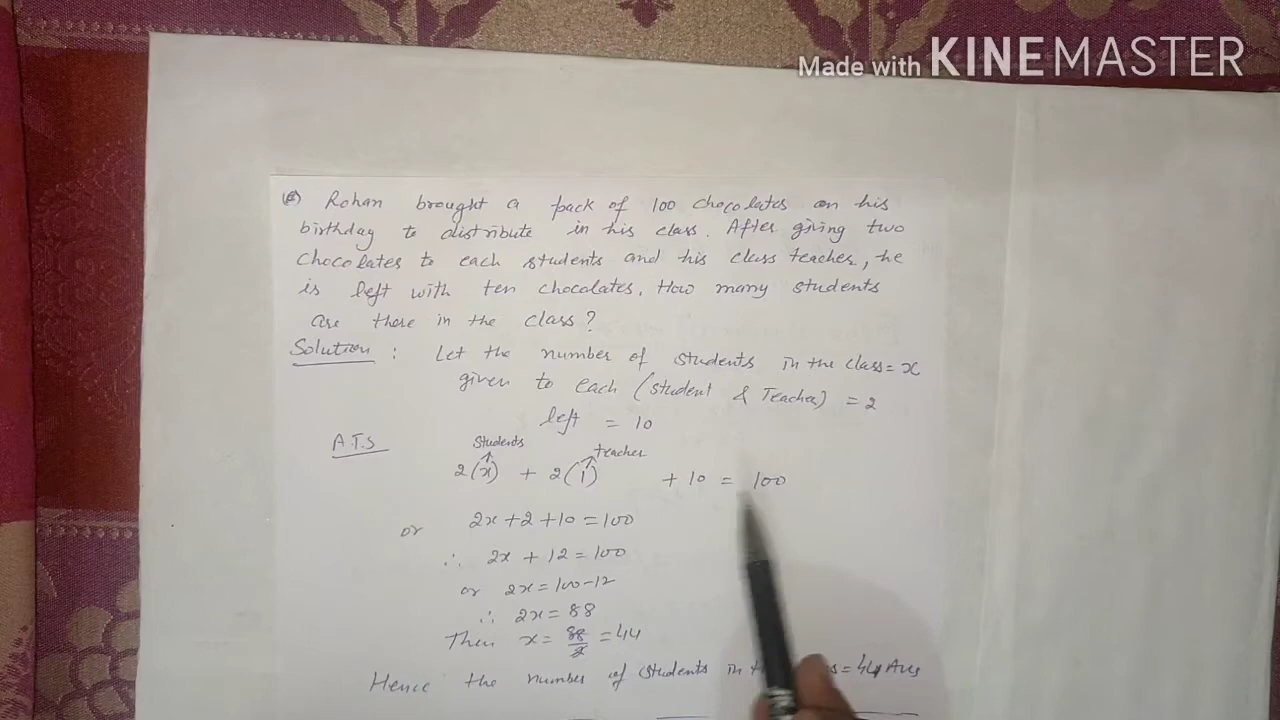 Made with KINEMASTER
Rohan brought a pack of 100 chocolates on his
birthday to distribute in his class. After giving two
chocolates to each students and his class teacher, he
is left with ten chocolates. How many students
are there in the class?
Solution : Let the number of students in the class = x
given to each (student & Teacher) = 2
left = 10
A.T.S
students teacher
2(x) + 2(1) + 10 = 100
or 2x + 2 + 10 = 100
∴ 2x + 12 = 100
or 2x = 100 - 12
∴ 2x = 88
Then x = 88/2 = 44
Hence the number of students in = 44 Ans